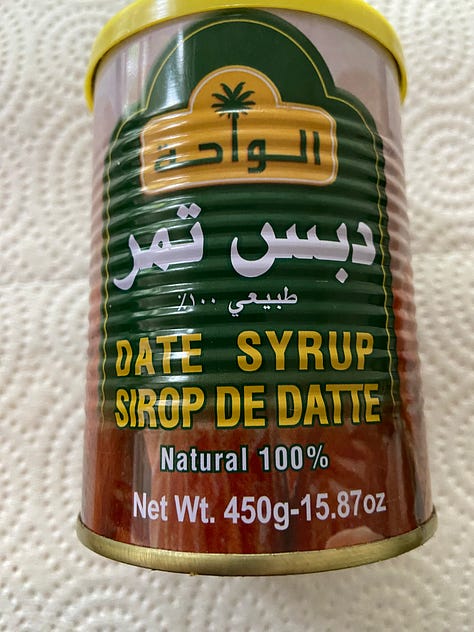 الواحة
دبس تمر
طبيعي ١٠٠٪
DATE SYRUP
SIROP DE DATTE
Natural 100%
Net Wt. 450g-15.87oz